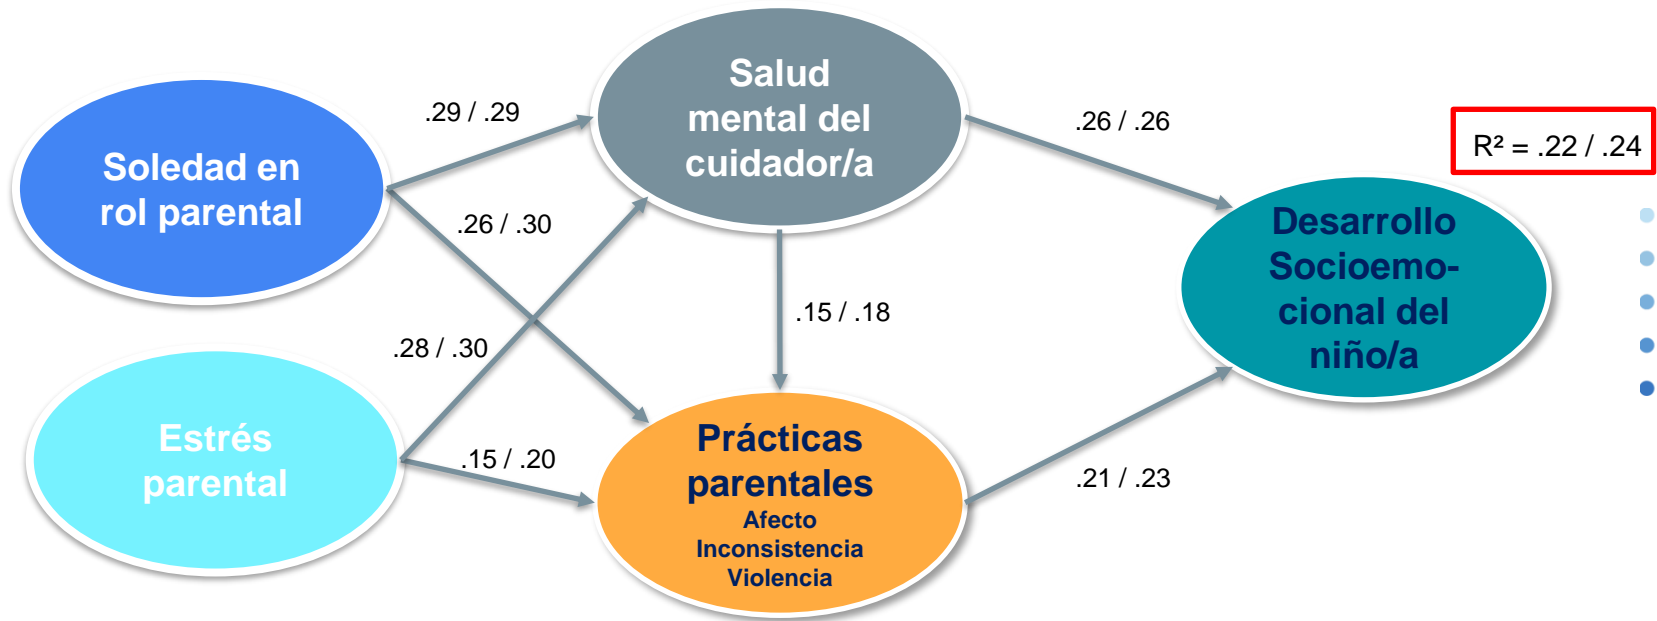 Soledad en
rol parental
Estrés
parental
.29 / .29
.26 / .30
.28 / .30
.15 / .20
Salud
mental del
cuidador/a
.15 / .18
Prácticas
parentales
Afecto
Inconsistencia
Violencia
.26 / .26
.21 / .23
R² = .22 / .24
Desarrollo
Socioemo-
cional del
niño/a